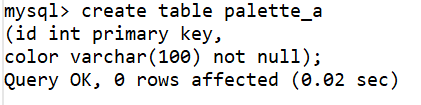 mysql> create table palette_a
(id int primary key,
color varchar(100) not null);
Query OK, 0 rows affected (0.02 sec)